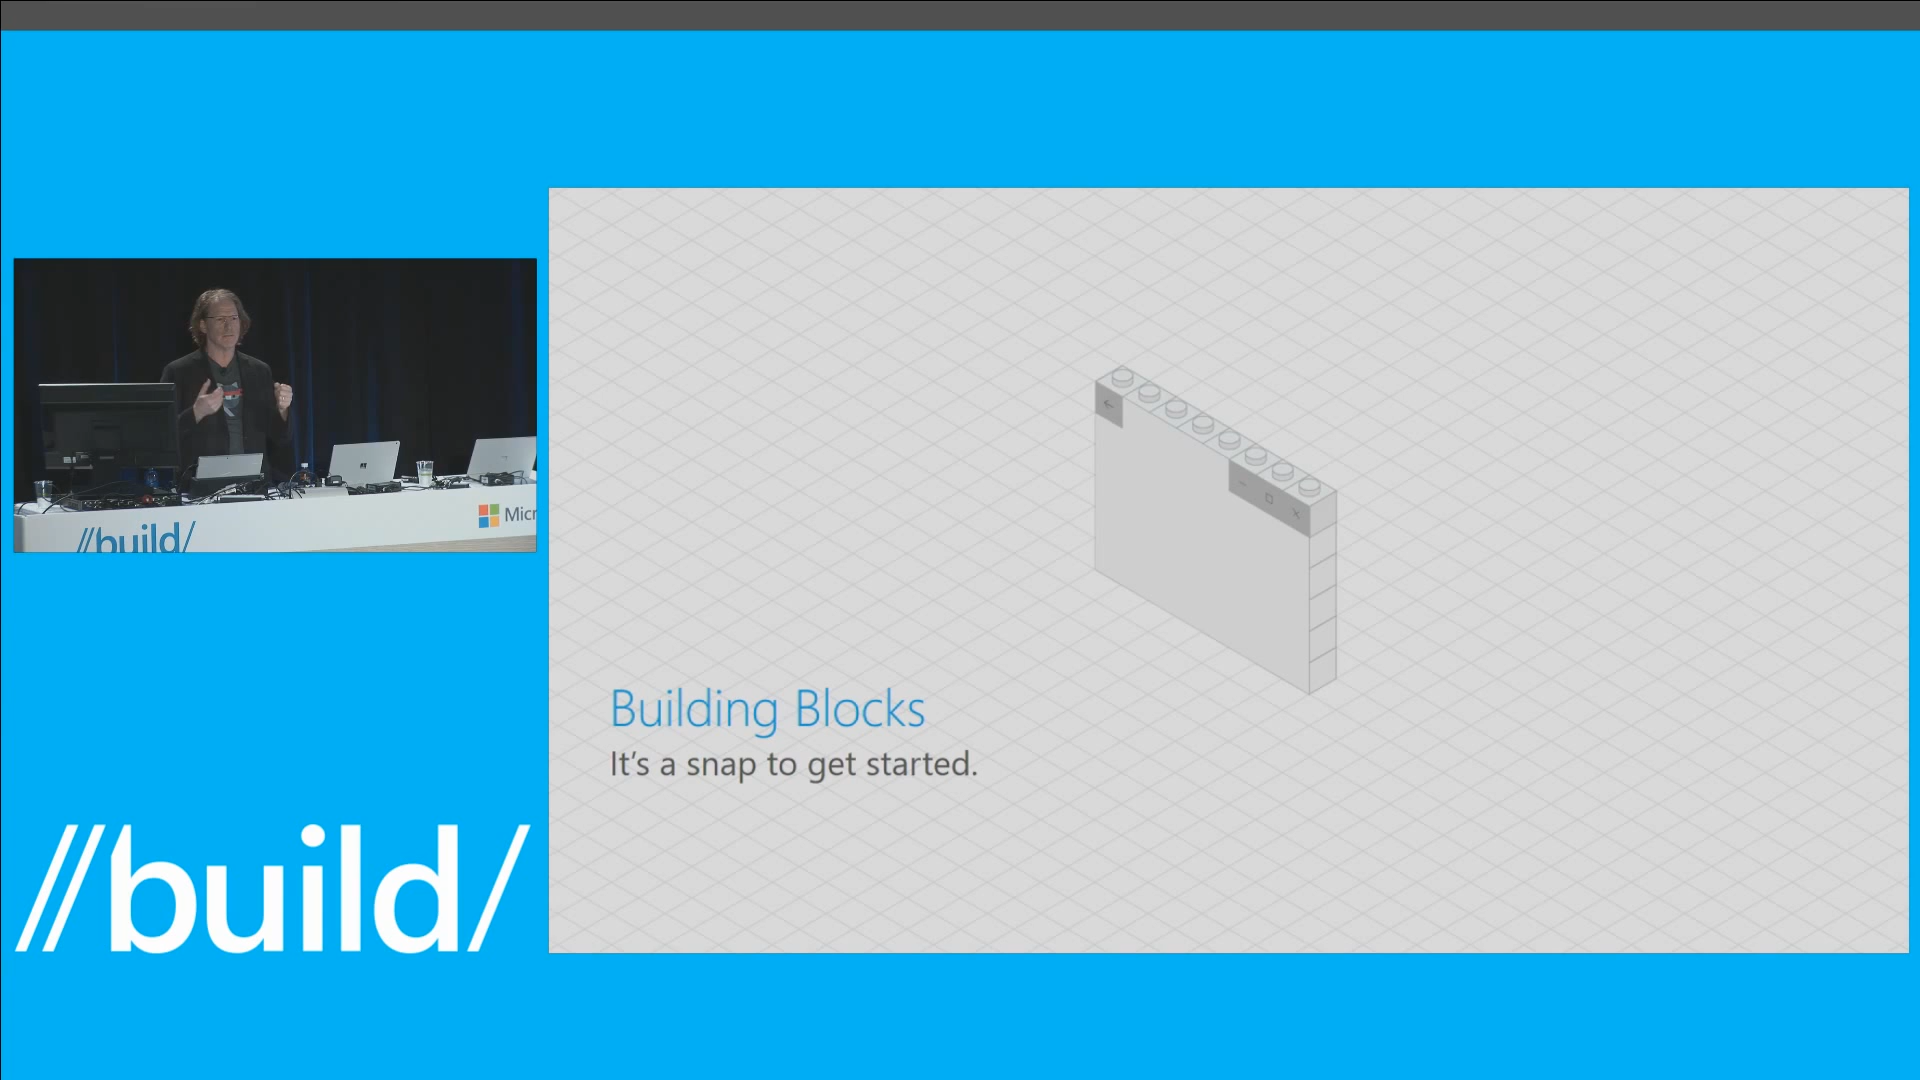 //build/
Micr
Building Blocks
It's a snap to get started.
//build/